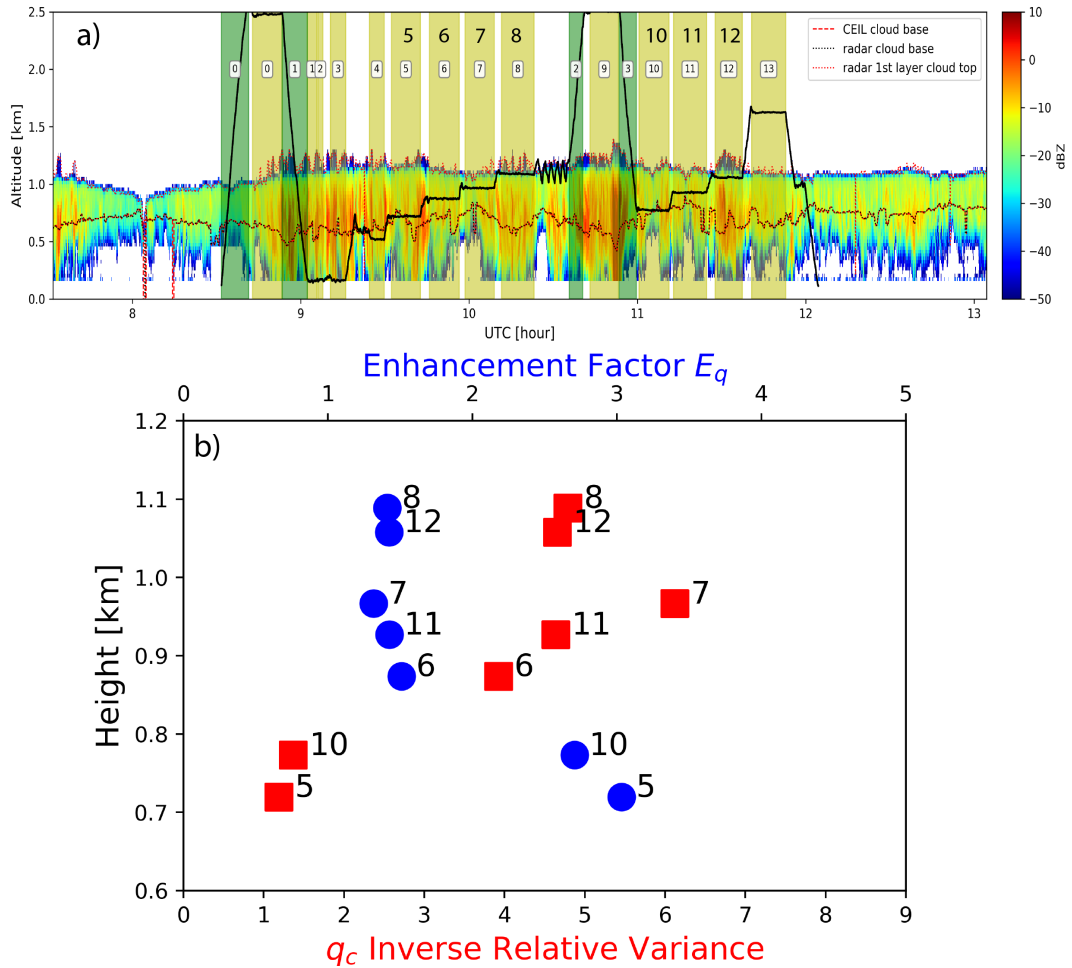 a)
2.5
2.0
1.5
1.0
0.5
0.0
Altitude [km]
5 6 7 8 10 11 12
0 0 1 1 2 3 4 5 6 7 8 2 9 3 10 11 12 13
CEIL cloud base
radar cloud base
radar 1st layer cloud top
10
0
−10
−20
−30
−40
−50
dBZ
8 9 10 11 12 13
UTC [hour]
Enhancement Factor E_q
0 1 2 3 4 5
b)
1.2
1.1
1.0
0.9
0.8
0.7
0.6
Height [km]
8 8
12 12
7 7
11 11
6 6
10 10
5 5
0 1 2 3 4 5 6 7 8 9
q_c Inverse Relative Variance